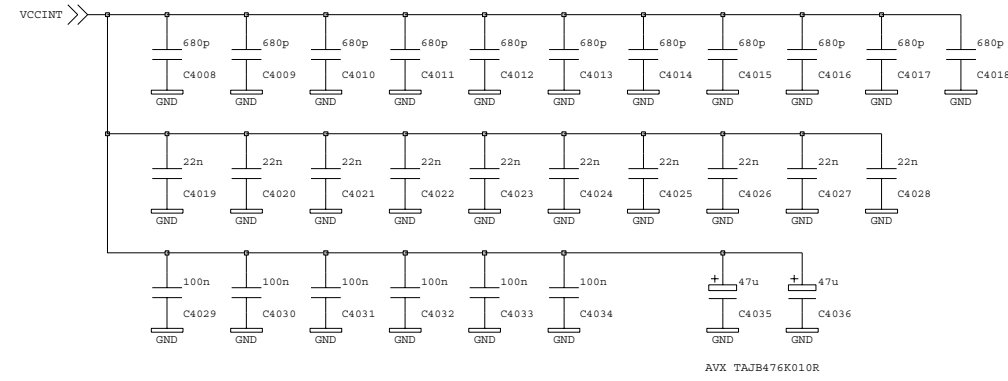 VCCINT
680p 680p 680p 680p 680p 680p 680p 680p 680p 680p 680p
C4008 C4009 C4010 C4011 C4012 C4013 C4014 C4015 C4016 C4017 C4018
GND GND GND GND GND GND GND GND GND GND GND
22n 22n 22n 22n 22n 22n 22n 22n 22n 22n
C4019 C4020 C4021 C4022 C4023 C4024 C4025 C4026 C4027 C4028
GND GND GND GND GND GND GND GND GND GND
100n 100n 100n 100n 100n 100n + 47u + 47u
C4029 C4030 C4031 C4032 C4033 C4034 C4035 C4036
GND GND GND GND GND GND GND GND
AVX TAJB476K010R